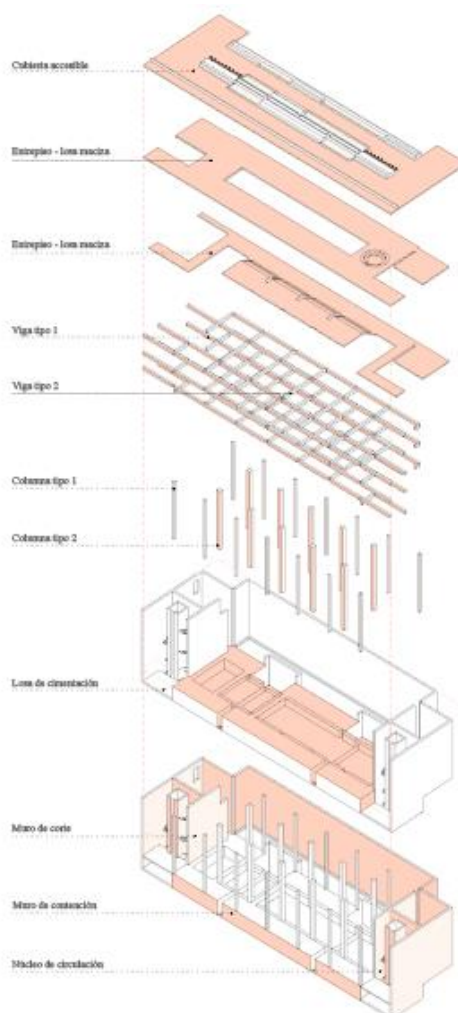 Cubierta accesible
Entrepiso - losa maciza
Entrepiso - losa maciza
Viga tipo 1
Viga tipo 2
Columna tipo 1
Columna tipo 2
Losa de cimentación
Muro de corte
Muro de contención
Núcleo de circulación